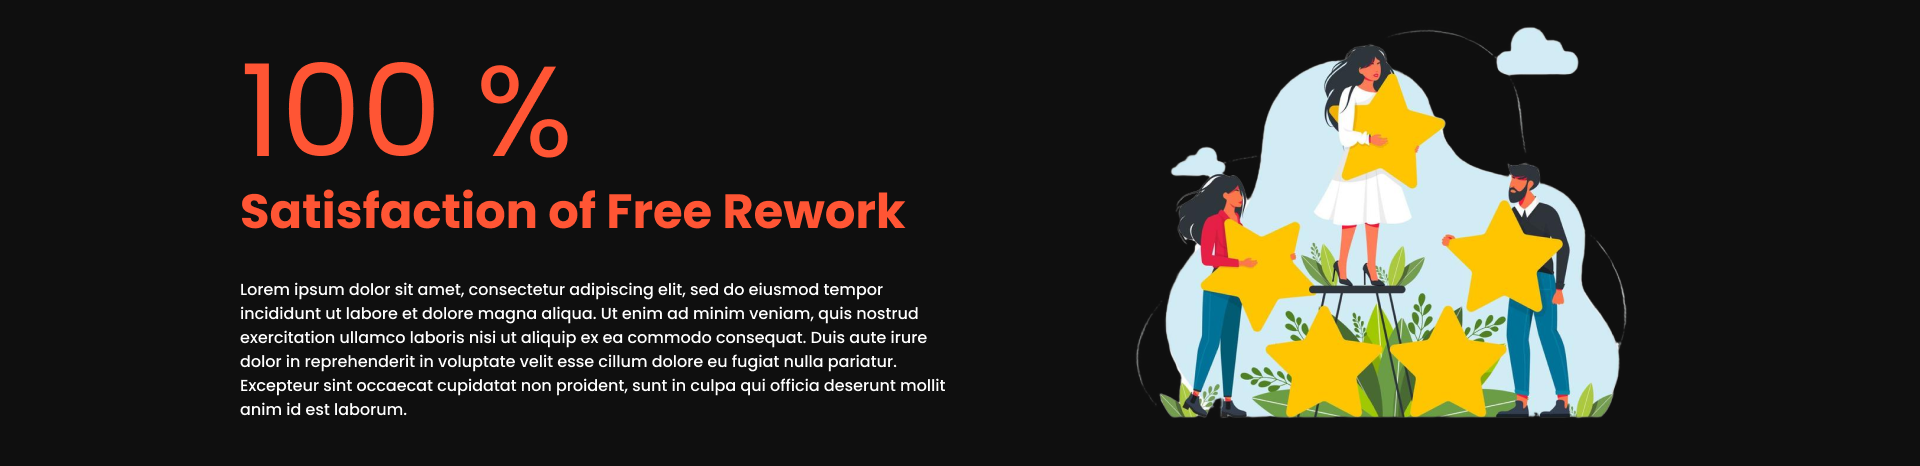 100 %
Satisfaction of Free Rework
Lorem ipsum dolor sit amet, consectetur adipiscing elit, sed do eiusmod tempor
incididunt ut labore et dolore magna aliqua. Ut enim ad minim veniam, quis nostrud
exercitation ullamco laboris nisi ut aliquip ex ea commodo consequat. Duis aute irure
dolor in reprehenderit in voluptate velit esse cillum dolore eu fugiat nulla pariatur.
Excepteur sint occaecat cupidatat non proident, sunt in culpa qui officia deserunt mollit
anim id est laborum.